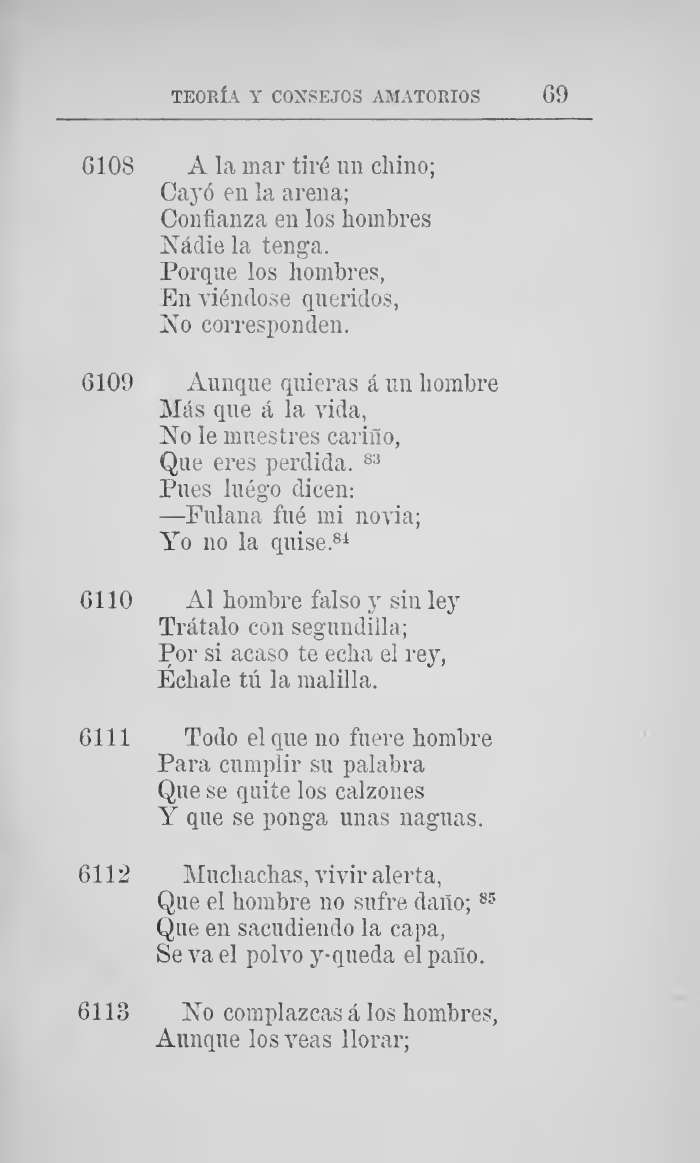 TEORÍA Y CONSEJOS AMATORIOS 69
6108 A la mar tiré un chino;
Cayó en la arena;
Confianza en los hombres
Nádie la tenga.
Porque los hombres,
En viéndose queridos,
No corresponden.
6109 Aunque quieras á un hombre
Más que á la vida,
No le muestres cariño,
Que eres perdida. 83
Pues luégo dicen:
—Fulana fué mi novia;
Yo no la quise.84
6110 Al hombre falso y sin ley
Trátalo con segundilla;
Por si acaso te echa el rey,
Échale tú la malilla.
6111 Todo el que no fuere hombre
Para cumplir su palabra
Que se quite los calzones
Y que se ponga unas naguas.
6112 Muchachas, vivir alerta,
Que el hombre no sufre daño; 85
Que en sacudiendo la capa,
Se va el polvo y queda el paño.
6113 No complazcas á los hombres,
Aunque los veas llorar;